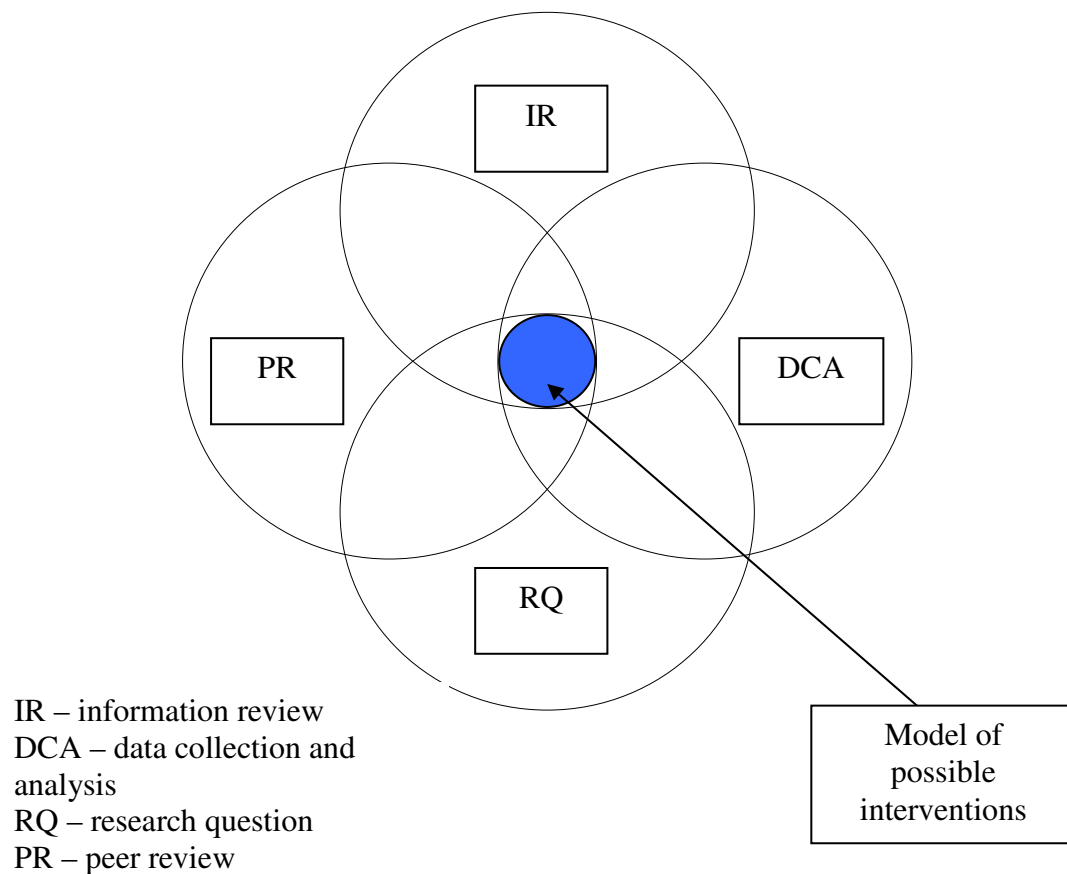 IR
PR
DCA
RQ
IR – information review
DCA – data collection and
analysis
RQ – research question
PR – peer review
Model of
possible
interventions